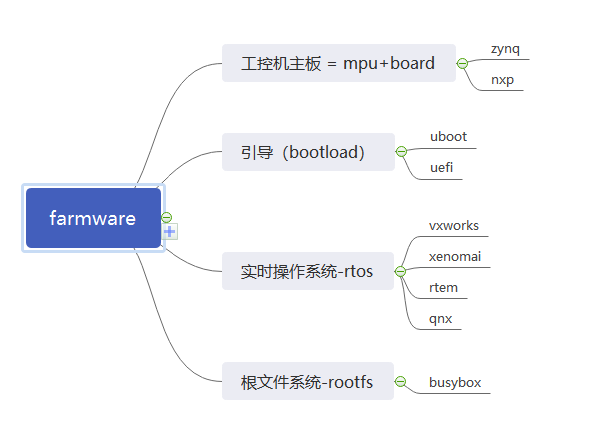 farmware
工控机主板 = mpu+board
zynq
nxp
引导（bootload）
uboot
uefi
实时操作系统-rtos
vxworks
xenomai
rtem
qnx
根文件系统-rootfs
busybox